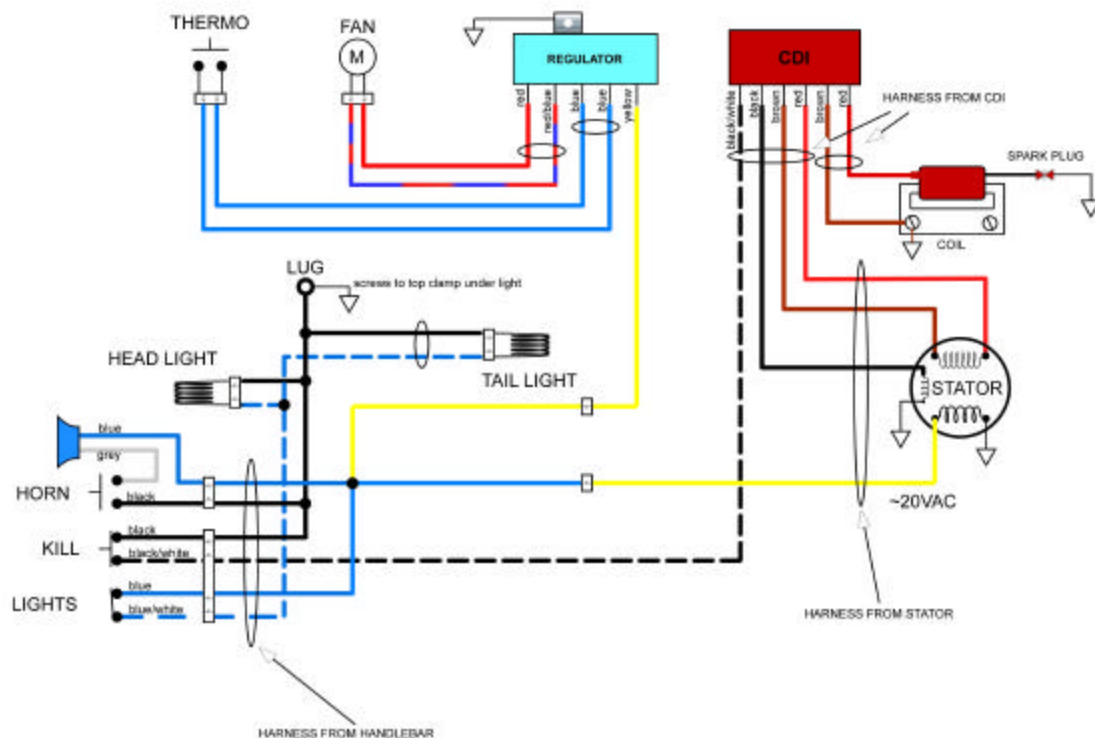 THERMO
FAN
M
REGULATOR
CDI
red
red/blue
blue
blue
yellow
black/white
black
brown
red
brown
red
HARNESS FROM CDI
SPARK PLUG
COIL
LUG
screws to top clamp under light
HEAD LIGHT
TAIL LIGHT
STATOR
blue
grey
HORN
black
~20VAC
KILL
black
black/white
LIGHTS
blue
blue/white
HARNESS FROM STATOR
HARNESS FROM HANDLEBAR